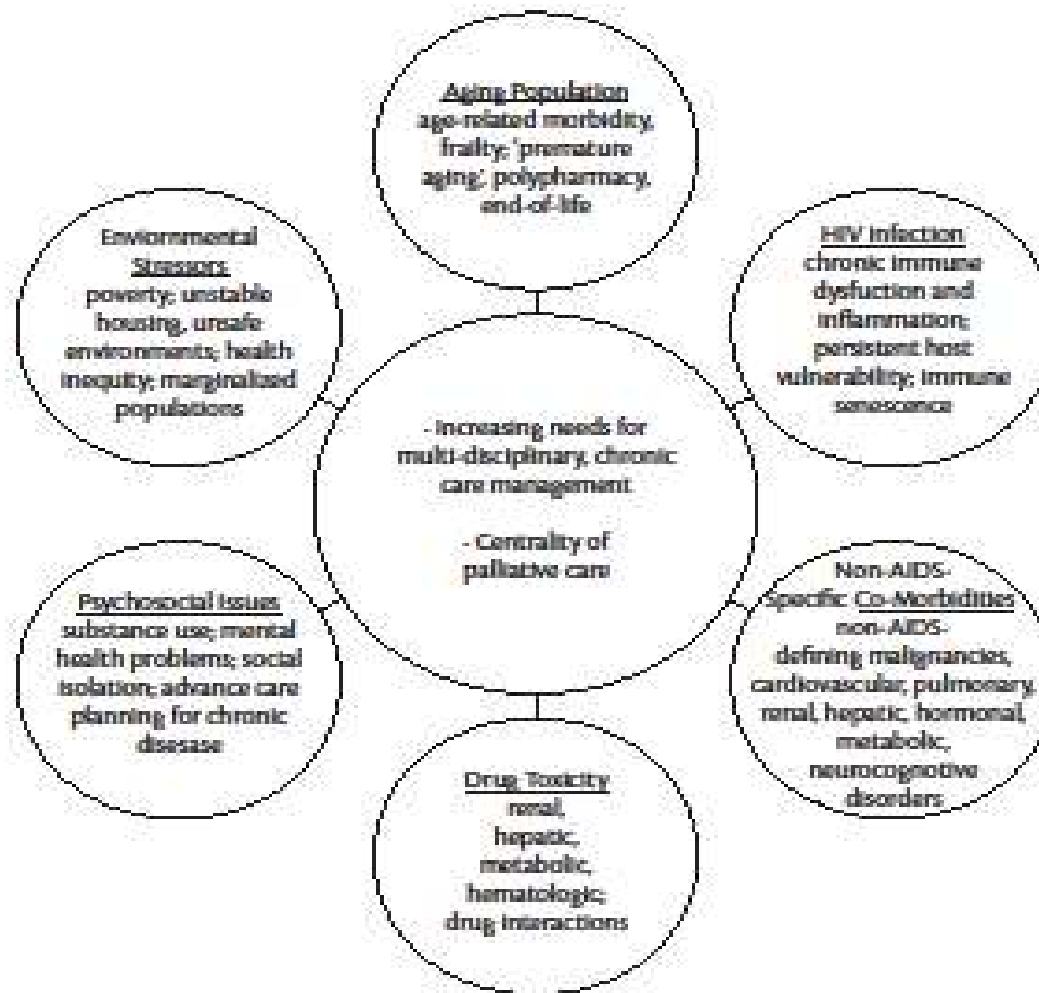 Aging Population
age-related morbidity,
frailty; 'premature
aging', polypharmacy,
end-of-life
HIV Infection
chronic immune
dysfuction and
inflammation;
persistent host
vulnerability; immune
senescence
Non-AIDS-
Specific Co-Morbidities
non-AIDS-
defining malignancies,
cardiovascular, pulmonary,
renal, hepatic, hormonal,
metabolic,
neurocognotive
disorders
Drug Toxicity
renal,
hepatic,
metabolic,
hematologic;
drug interactions
Psychosocial Issues
substance use; mental
health problems; social
isolation; advance care
planning for chronic
disesase
Enviornmental
Stressors
poverty; unstable
housing, unsafe
environments; health
inequity; marginalized
populations
- Increasing needs for
multi-disciplinary, chronic
care management
- Centrality of
palliative care